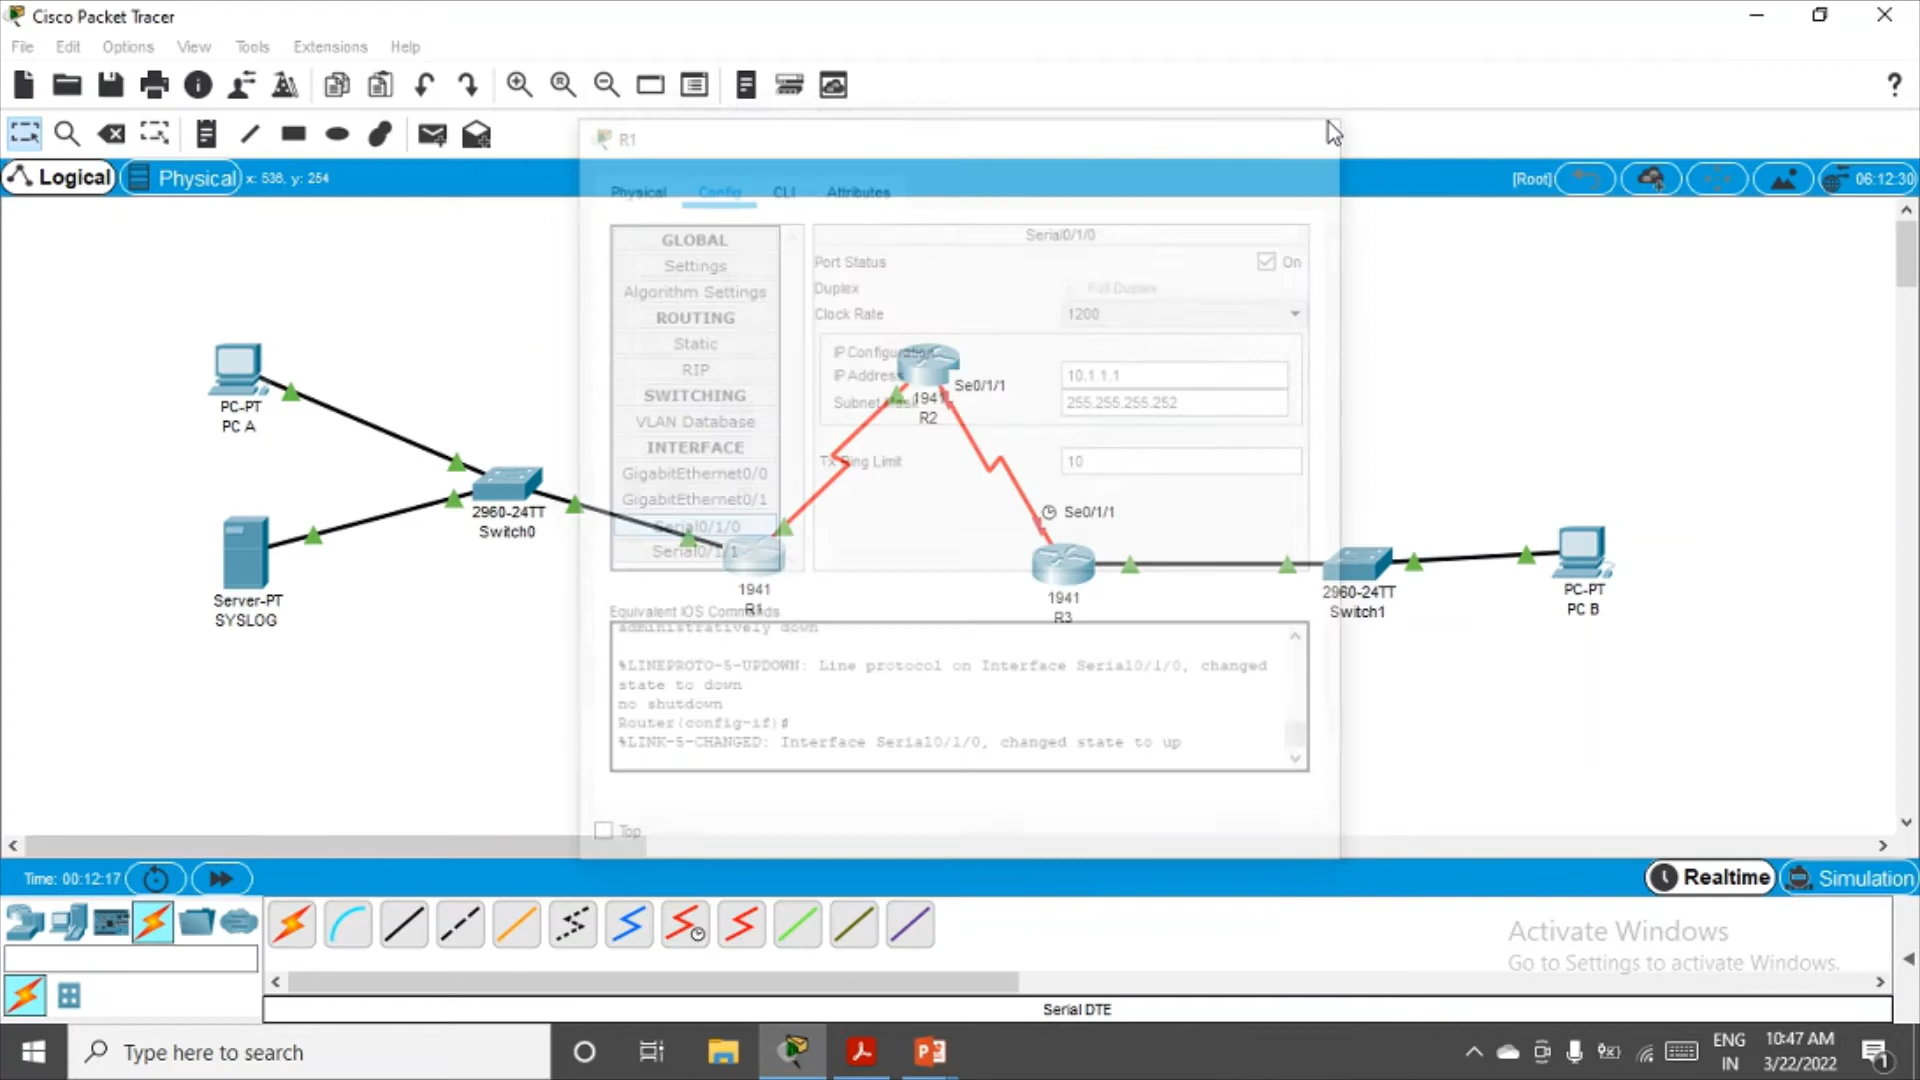 Cisco Packet Tracer
File Edit Options View Tools Extensions Help
?
Logical Physical x: 538, y: 254 [Root] 06:12:30
R1
Physical Config CLI Attributes
GLOBAL
Settings
Algorithm Settings
ROUTING
Static
RIP
SWITCHING
VLAN Database
INTERFACE
GigabitEthernet0/0
GigabitEthernet0/1
Serial0/1/0
Serial0/1/1
Serial0/1/0
Port Status On
Duplex Full Duplex
Clock Rate 1200
IP Configuration
IP Address 10.1.1.1
Subnet Mask 255.255.255.252
Tx Ring Limit 10
Equivalent IOS Commands
administratively down
%LINEPROTO-5-UPDOWN: Line protocol on Interface Serial0/1/0, changed
state to down
no shutdown
Router(config-if)#
%LINK-5-CHANGED: Interface Serial0/1/0, changed state to up
Top
PC-PT
PC A
Server-PT
SYSLOG
2960-24TT
Switch0
1941
R1
1941
R2
Se0/1/1
Se0/1/1
1941
R3
2960-24TT
Switch1
PC-PT
PC B
Time: 00:12:17 Realtime Simulation
Activate Windows
Go to Settings to activate Windows.
Serial DTE
Type here to search
ENG
IN
10:47 AM
3/22/2022
1